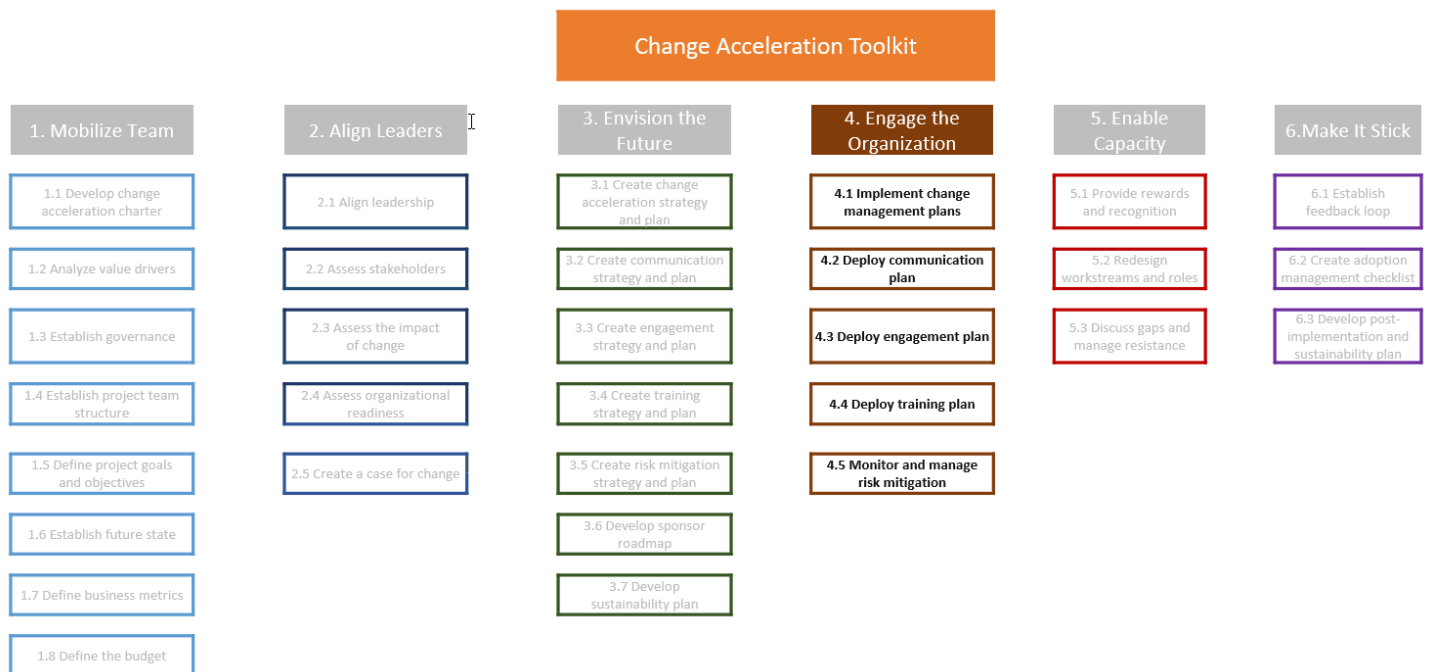 Change Acceleration Toolkit
1. Mobilize Team
1.1 Develop change
acceleration charter
1.2 Analyze value drivers
1.3 Establish governance
1.4 Establish project team
structure
1.5 Define project goals
and objectives
1.6 Establish future state
1.7 Define business metrics
1.8 Define the budget
2. Align Leaders
2.1 Align leadership
2.2 Assess stakeholders
2.3 Assess the impact
of change
2.4 Assess organizational
readiness
2.5 Create a case for change
3. Envision the
Future
3.1 Create change
acceleration strategy
and plan
3.2 Create communication
strategy and plan
3.3 Create engagement
strategy and plan
3.4 Create training
strategy and plan
3.5 Create risk mitigation
strategy and plan
3.6 Develop sponsor
roadmap
3.7 Develop
sustainability plan
4. Engage the
Organization
4.1 Implement change
management plans
4.2 Deploy communication
plan
4.3 Deploy engagement plan
4.4 Deploy training plan
4.5 Monitor and manage
risk mitigation
5. Enable
Capacity
5.1 Provide rewards
and recognition
5.2 Redesign
workstreams and roles
5.3 Discuss gaps and
manage resistance
6.Make It Stick
6.1 Establish
feedback loop
6.2 Create adoption
management checklist
6.3 Develop post-
implementation and
sustainability plan